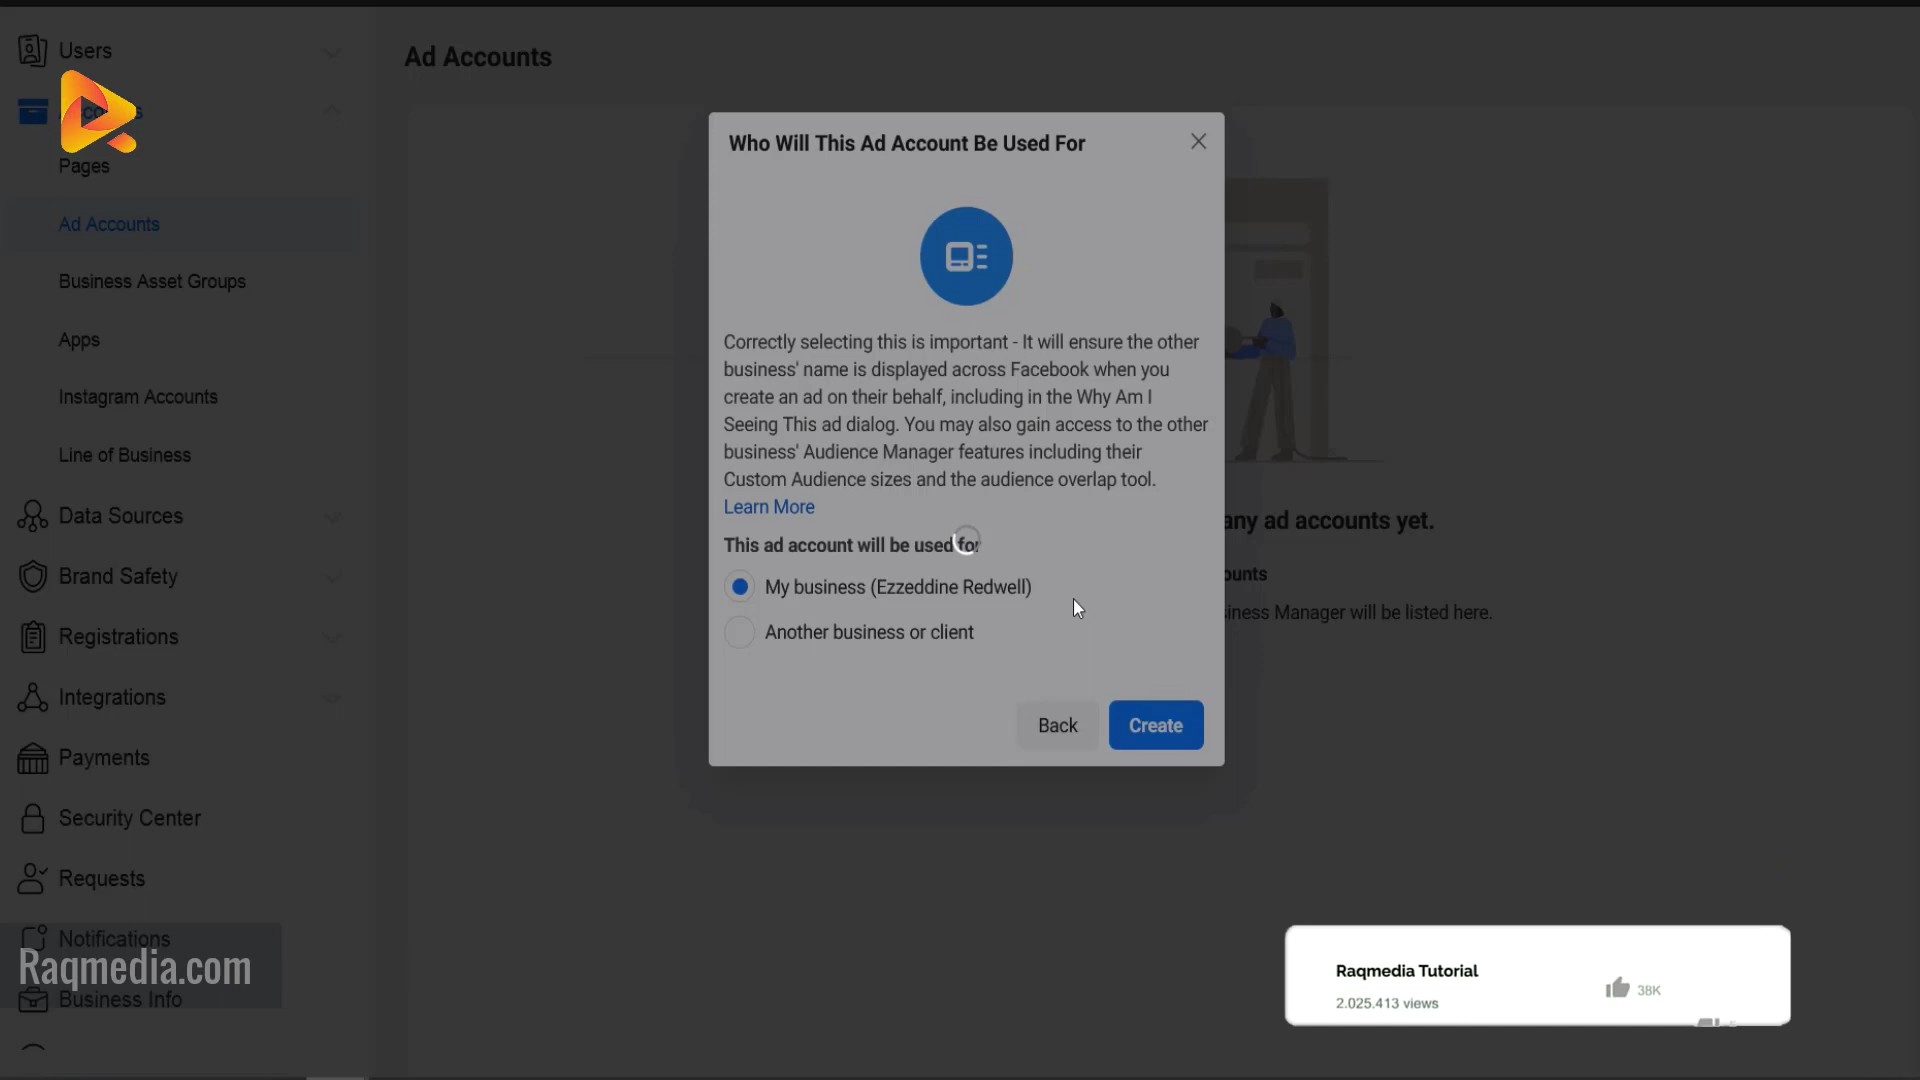 Users
Ad Accounts
Pages
Ad Accounts
Business Asset Groups
Apps
Instagram Accounts
Line of Business
Data Sources
Brand Safety
Registrations
Integrations
Payments
Security Center
Requests
Notifications
Raqmedia.com
Business Info
Who Will This Ad Account Be Used For
Correctly selecting this is important - It will ensure the other
business' name is displayed across Facebook when you
create an ad on their behalf, including in the Why Am I
Seeing This ad dialog. You may also gain access to the other
business' Audience Manager features including their
Custom Audience sizes and the audience overlap tool.
Learn More
This ad account will be used for
My business (Ezzeddine Redwell)
Another business or client
Back
Create
any ad accounts yet.
Manager will be listed here.
Raqmedia Tutorial
2.025.413 views
38K